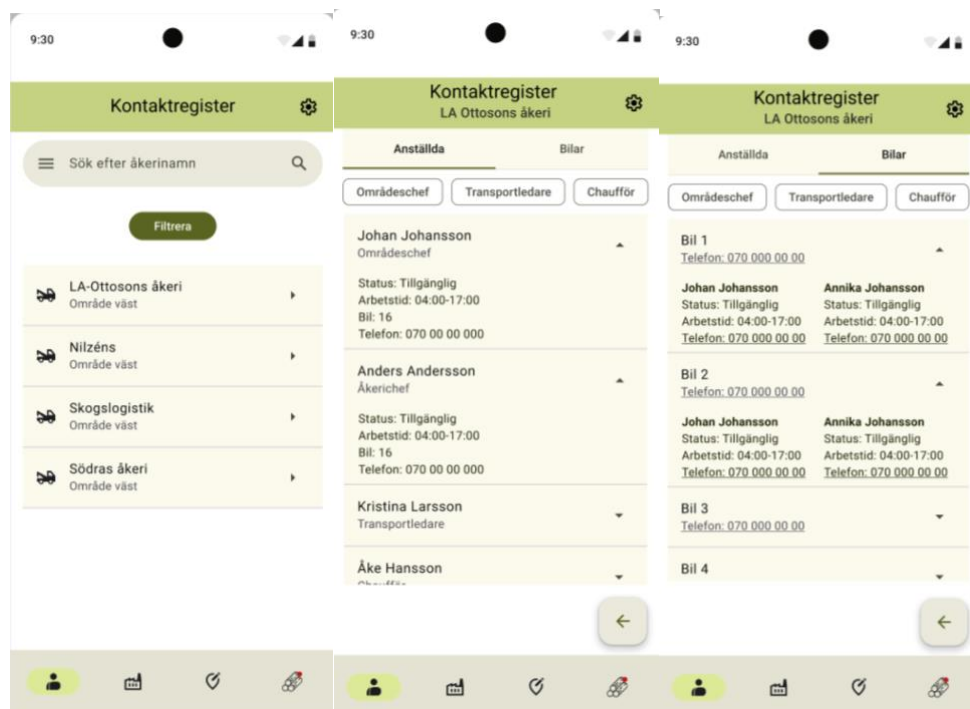 9:30
Kontaktregister
Sök efter åkerinamn
Filtrera
LA-Ottosons åkeri
Område väst
Nilzéns
Område väst
Skogslogistik
Område väst
Södras åkeri
Område väst
9:30
Kontaktregister
LA Ottosons åkeri
Anställda Bilar
Områdeschef Transportledare Chaufför
Johan Johansson
Områdeschef
Status: Tillgänglig
Arbetstid: 04:00-17:00
Bil: 16
Telefon: 070 00 00 000
Anders Andersson
Åkerichef
Status: Tillgänglig
Arbetstid: 04:00-17:00
Bil: 16
Telefon: 070 00 00 000
Kristina Larsson
Transportledare
Åke Hansson
Chaufför
9:30
Kontaktregister
LA Ottosons åkeri
Anställda Bilar
Områdeschef Transportledare Chaufför
Bil 1
Telefon: 070 000 00 00
Johan Johansson Annika Johansson
Status: Tillgänglig Status: Tillgänglig
Arbetstid: 04:00-17:00 Arbetstid: 04:00-17:00
Telefon: 070 000 00 00 Telefon: 070 000 00 00
Bil 2
Telefon: 070 000 00 00
Johan Johansson Annika Johansson
Status: Tillgänglig Status: Tillgänglig
Arbetstid: 04:00-17:00 Arbetstid: 04:00-17:00
Telefon: 070 000 00 00 Telefon: 070 000 00 00
Bil 3
Telefon: 070 000 00 00
Bil 4